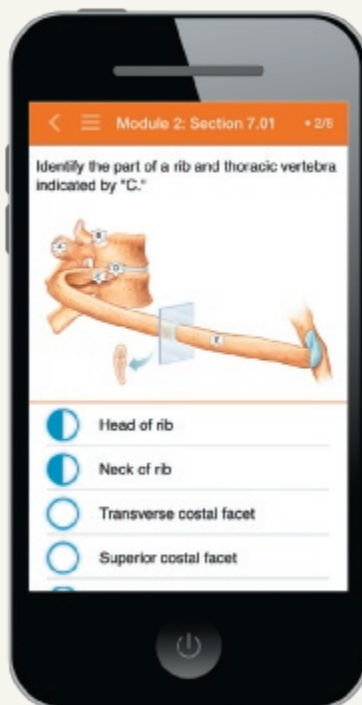 Module 2: Section 7.01 • 2/5
Identify the part of a rib and thoracic vertebra
indicated by "C."
A
B
C
D
E
Head of rib
Neck of rib
Transverse costal facet
Superior costal facet